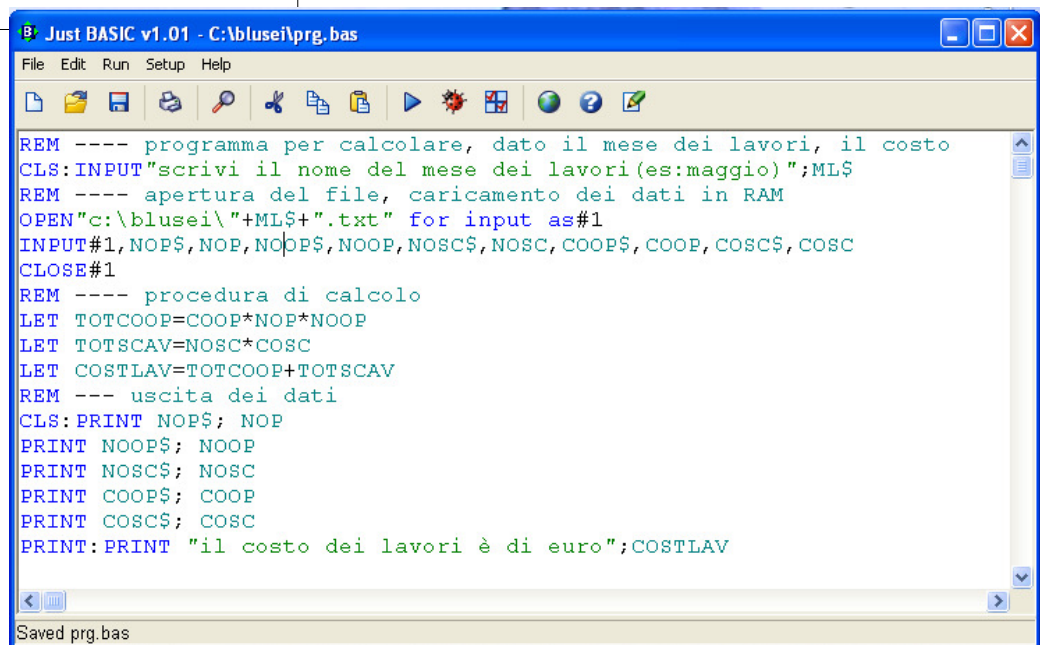 Just BASIC v1.01 - C:\blusei\prg.bas
File Edit Run Setup Help
REM ---- programma per calcolare, dato il mese dei lavori, il costo
CLS:INPUT"scrivi il nome del mese dei lavori(es:maggio)";ML$
REM ---- apertura del file, caricamento dei dati in RAM
OPEN"c:\blusei\"+ML$+".txt" for input as#1
INPUT#1,NOP$,NOP,NOOP$,NOOP,NOSC$,NOSC,COOP$,COOP,COSC$,COSC
CLOSE#1
REM ---- procedura di calcolo
LET TOTCOOP=COOP*NOP*NOOP
LET TOTSCAV=NOSC*COSC
LET COSTLAV=TOTCOOP+TOTSCAV
REM --- uscita dei dati
CLS:PRINT NOP$; NOP
PRINT NOOP$; NOOP
PRINT NOSC$; NOSC
PRINT COOP$; COOP
PRINT COSC$; COSC
PRINT:PRINT "il costo dei lavori è di euro";COSTLAV
Saved prg.bas